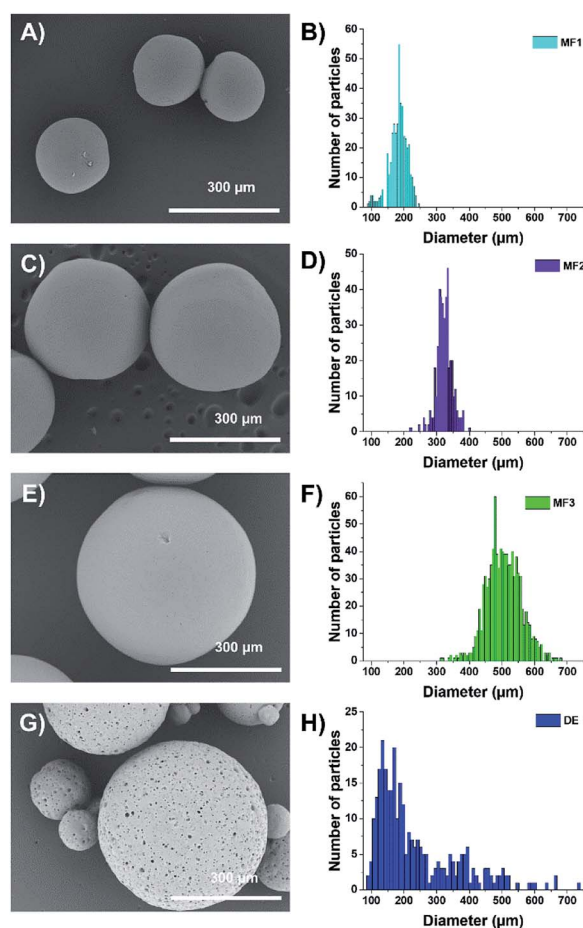 A)
300 µm
B)
Number of particles
60
50
40
30
20
10
0
100 200 300 400 500 600 700
Diameter (µm)
MF1
C)
300 µm
D)
Number of particles
50
40
30
20
10
0
100 200 300 400 500 600 700
Diameter (µm)
MF2
E)
300 µm
F)
Number of particles
60
50
40
30
20
10
0
100 200 300 400 500 600 700
Diameter (µm)
MF3
G)
300 µm
H)
Number of particles
25
20
15
10
5
0
100 200 300 400 500 600 700
Diameter (µm)
DE